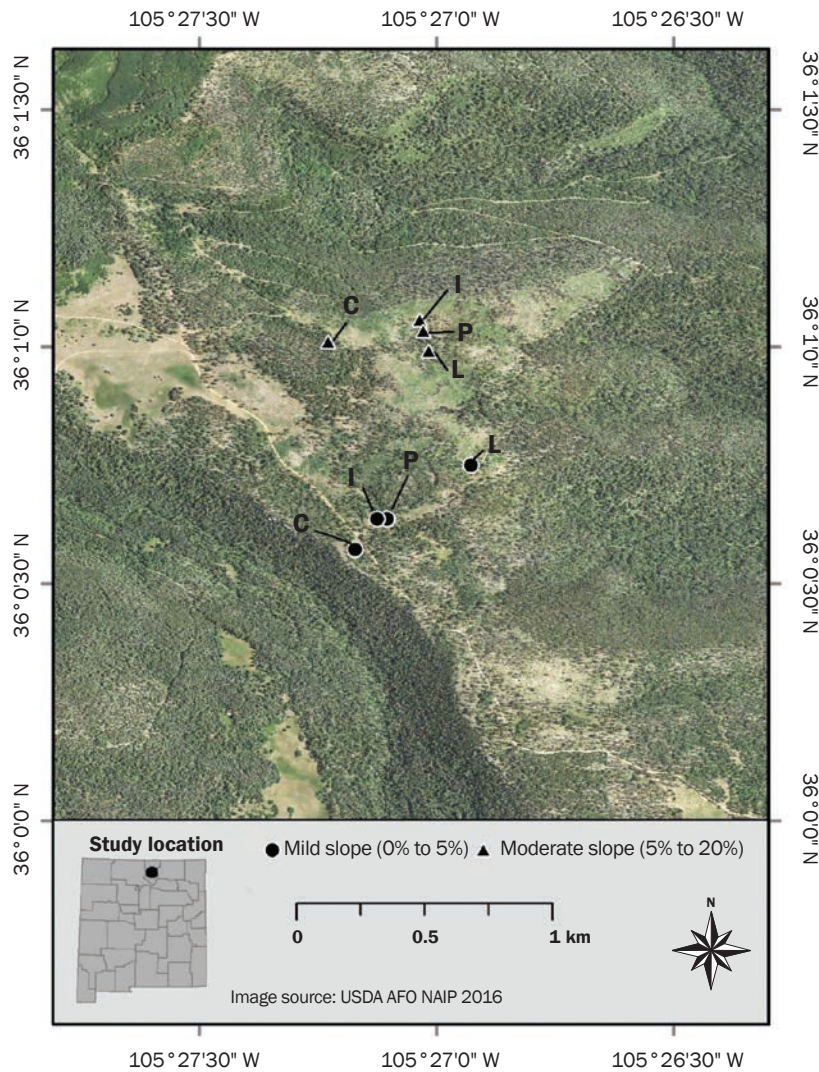 105°27'30" W 105°27'0" W 105°26'30" W
36°1'30" N 36°1'30" N
I
C
P
36°1'0" N 36°1'0" N
L
L
P
I
C
36°0'30" N 36°0'30" N
36°0'0" N 36°0'0" N
Study location
Mild slope (0% to 5%) Moderate slope (5% to 20%)
N
0 0.5 1 km
Image source: USDA AFO NAIP 2016
105°27'30" W 105°27'0" W 105°26'30" W